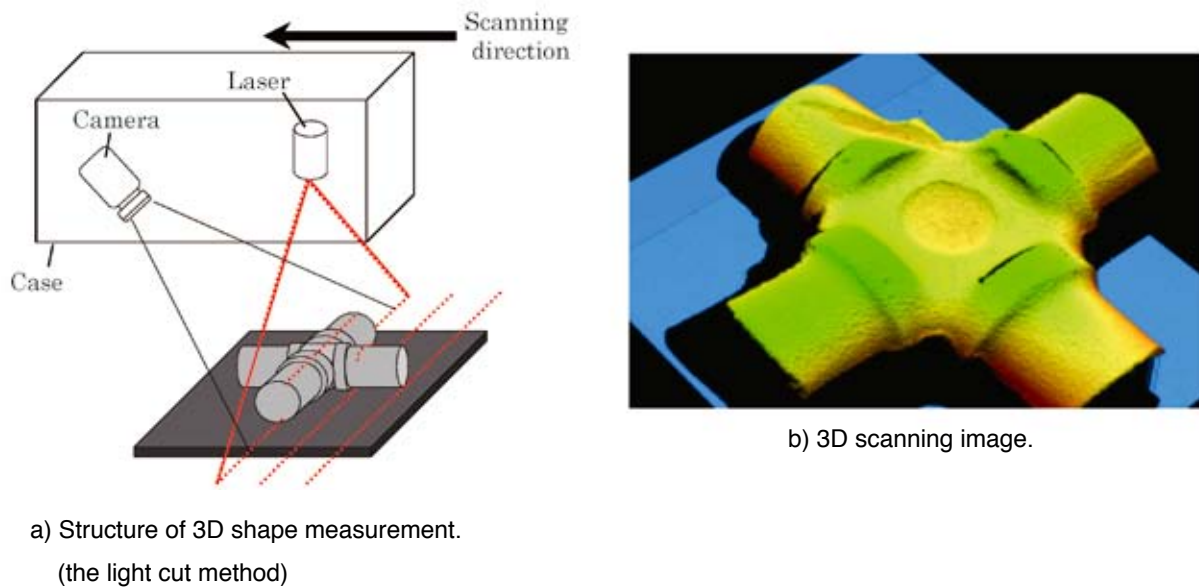 Scanning
direction
Laser
Camera
Case
b) 3D scanning image.
a) Structure of 3D shape measurement.
(the light cut method)